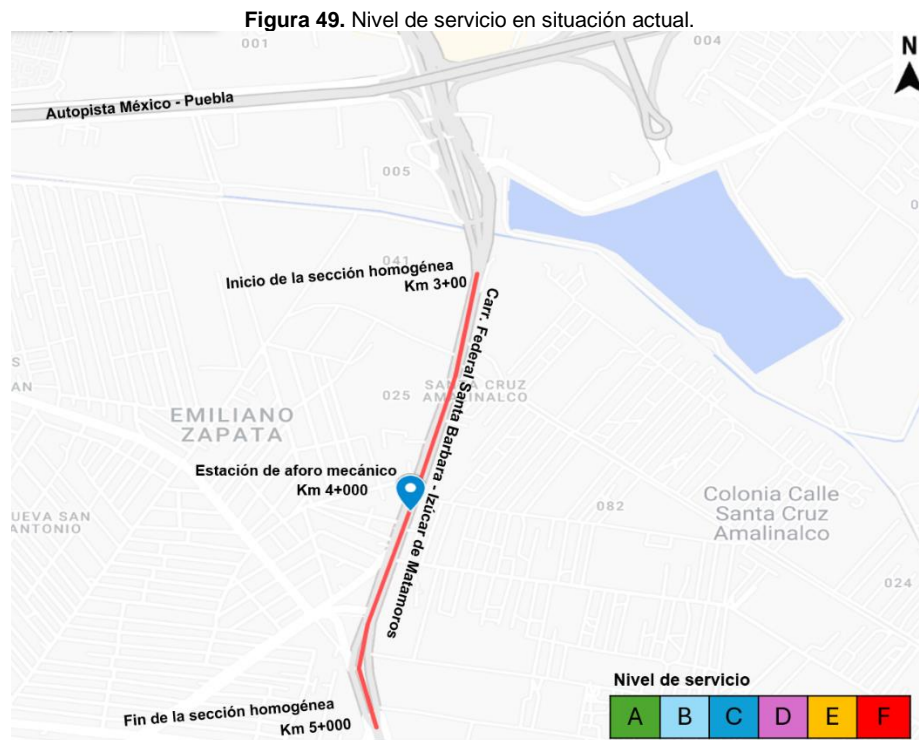 Figura 49. Nivel de servicio en situación actual.
001
004
N
Autopista México - Puebla
005
041
Inicio de la sección homogénea
Km 3+00
Carr. Federal Santa Barbara - Izúcar de Matamoros
025
SANTA CRUZ
AMALINALCO
EMILIANO
ZAPATA
AN
Estación de aforo mecánico
Km 4+000
082
Colonia Calle
Santa Cruz
Amalinalco
UEVA SAN
ANTONIO
024
Nivel de servicio
A B C D E F
Fin de la sección homogénea
Km 5+000